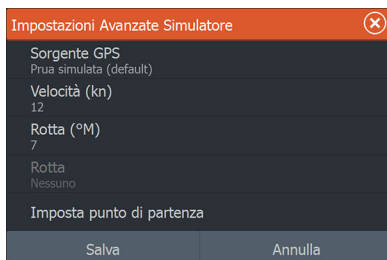 Impostazioni Avanzate Simulatore
Sorgente GPS
Prua simulata (default)
Velocità (kn)
12
Rotta (°M)
7
Rotta
Nessuno
Imposta punto di partenza
Salva Annulla